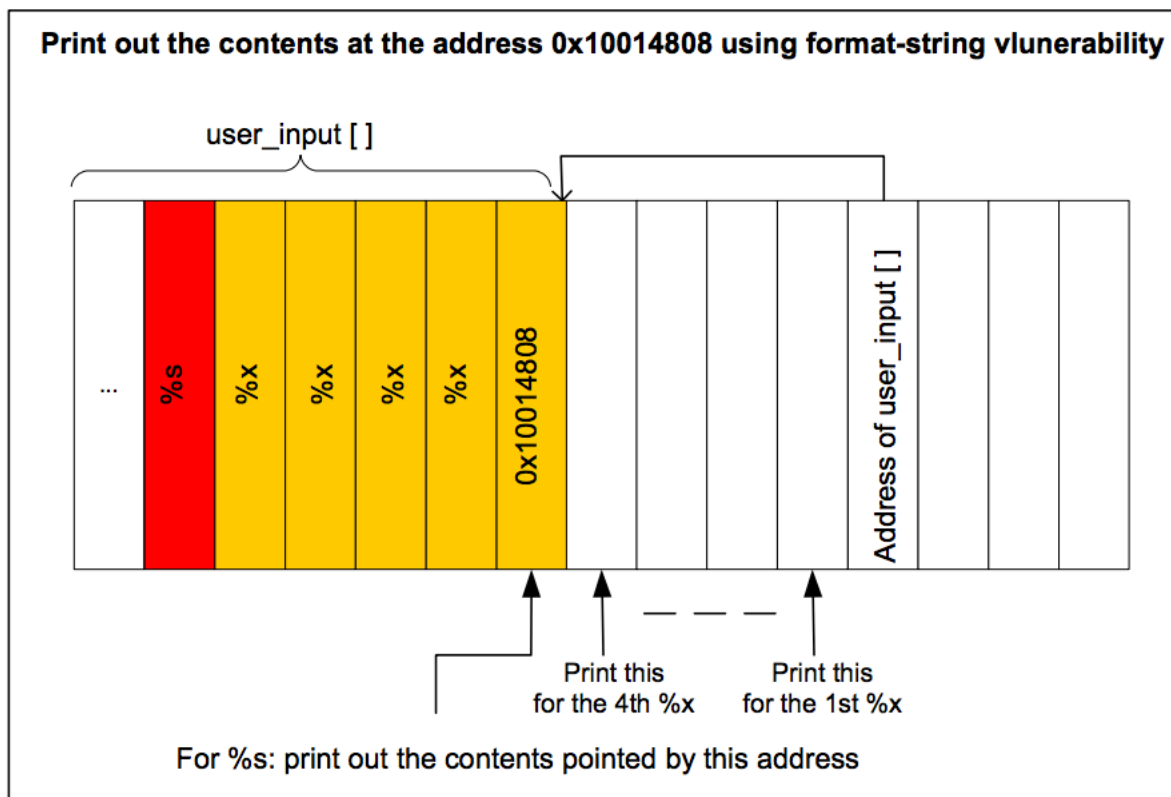 Print out the contents at the address 0x10014808 using format-string vlunerability
user_input [ ]
...
%s
%x
%x
%x
%x
0x10014808
Address of user_input [ ]
Print this
for the 4th %x
Print this
for the 1st %x
For %s: print out the contents pointed by this address